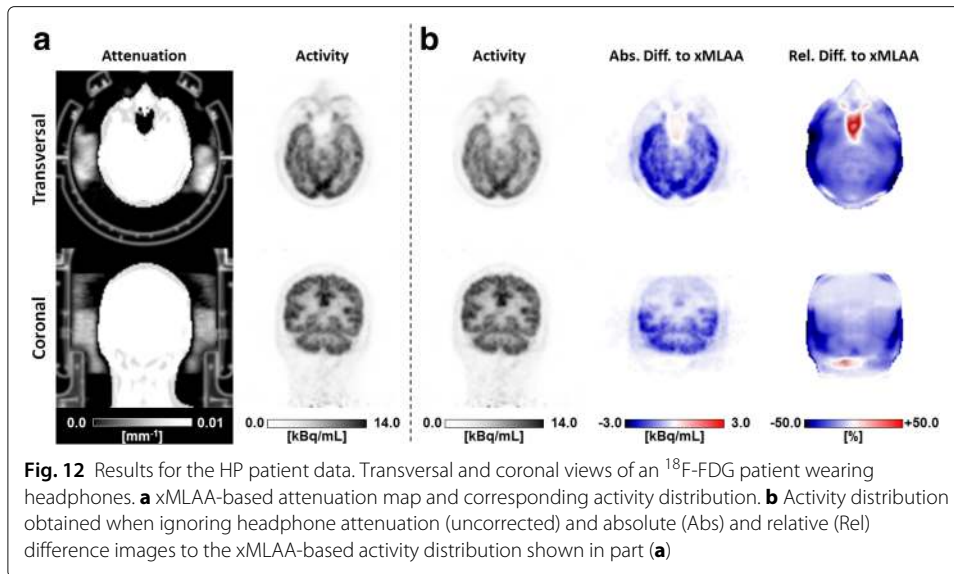 a
b
Attenuation
Activity
Activity
Abs. Diff. to xMLAA
Rel. Diff. to xMLAA
Transversal
Coronal
0.0 0.01
[mm⁻¹]
0.0 14.0
[kBq/mL]
0.0 14.0
[kBq/mL]
-3.0 3.0
[kBq/mL]
-50.0 +50.0
[%]
Fig. 12 Results for the HP patient data. Transversal and coronal views of an ¹⁸F-FDG patient wearing
headphones. a xMLAA-based attenuation map and corresponding activity distribution. b Activity distribution
obtained when ignoring headphone attenuation (uncorrected) and absolute (Abs) and relative (Rel)
difference images to the xMLAA-based activity distribution shown in part (a)